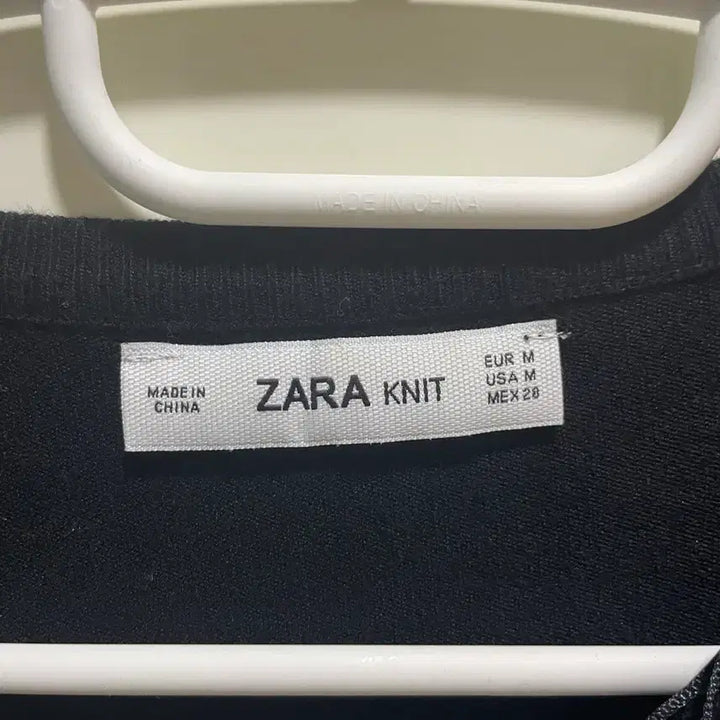 MADE IN CHINA
MADE IN
CHINA
ZARA KNIT
EUR M
USA M
MEX 28